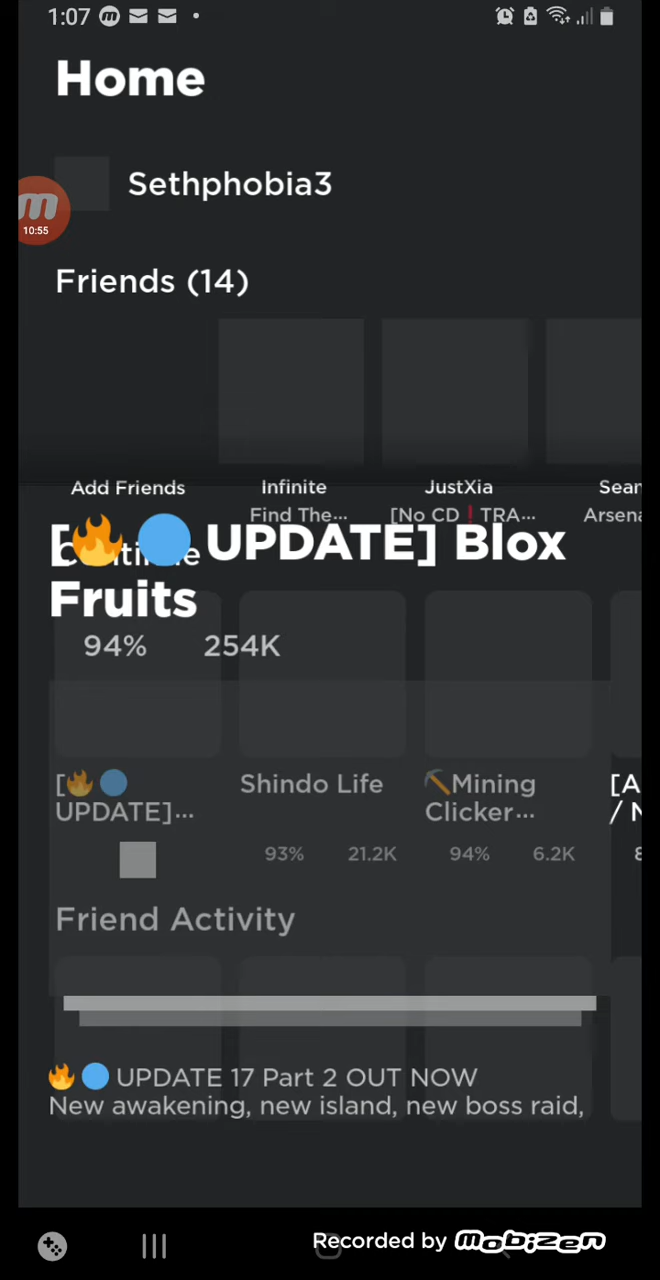 1:07
Home
Sethphobia3
10:55
Friends (14)
Add Friends
Infinite
JustXia
Sean
Find The...
[No CD❗TRA...
Arsena
Continue
[🔥🔵UPDATE] Blox
Fruits
94% 254K
[🔥🔵
UPDATE]...
Shindo Life
⛏️Mining
Clicker...
[A
/ N
93% 21.2K
94% 6.2K
8
Friend Activity
🔥🔵 UPDATE 17 Part 2 OUT NOW
New awakening, new island, new boss raid,
Recorded by mobizen